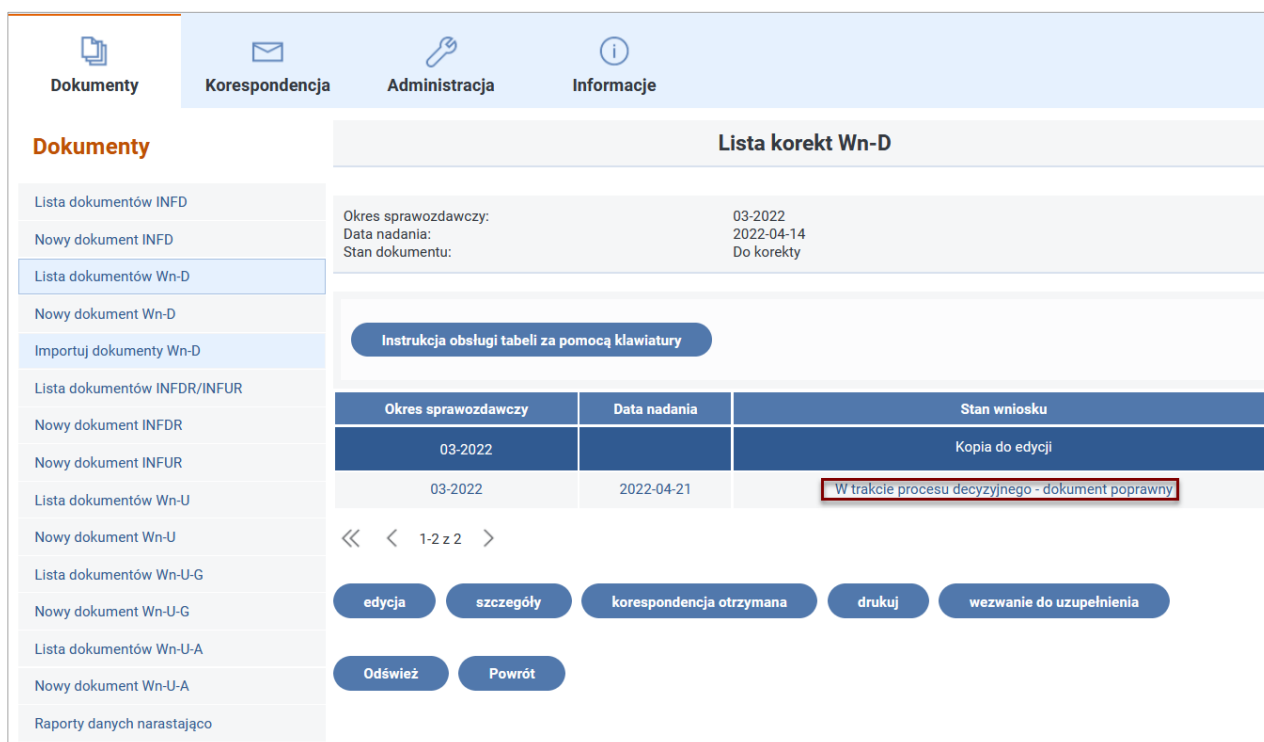 Dokumenty
Korespondencja
Administracja
Informacje
Dokumenty
Lista dokumentów INFD
Nowy dokument INFD
Lista dokumentów Wn-D
Nowy dokument Wn-D
Importuj dokumenty Wn-D
Lista dokumentów INFDR/INFUR
Nowy dokument INFDR
Nowy dokument INFUR
Lista dokumentów Wn-U
Nowy dokument Wn-U
Lista dokumentów Wn-U-G
Nowy dokument Wn-U-G
Lista dokumentów Wn-U-A
Nowy dokument Wn-U-A
Raporty danych narastająco
Lista korekt Wn-D
Okres sprawozdawczy: 03-2022
Data nadania: 2022-04-14
Stan dokumentu: Do korekty
Instrukcja obsługi tabeli za pomocą klawiatury
Okres sprawozdawczy Data nadania Stan wniosku
03-2022 Kopia do edycji
03-2022 2022-04-21 W trakcie procesu decyzyjnego - dokument poprawny
1-2 z 2
edycja szczegóły korespondencja otrzymana drukuj wezwanie do uzupełnienia
Odśwież Powrót